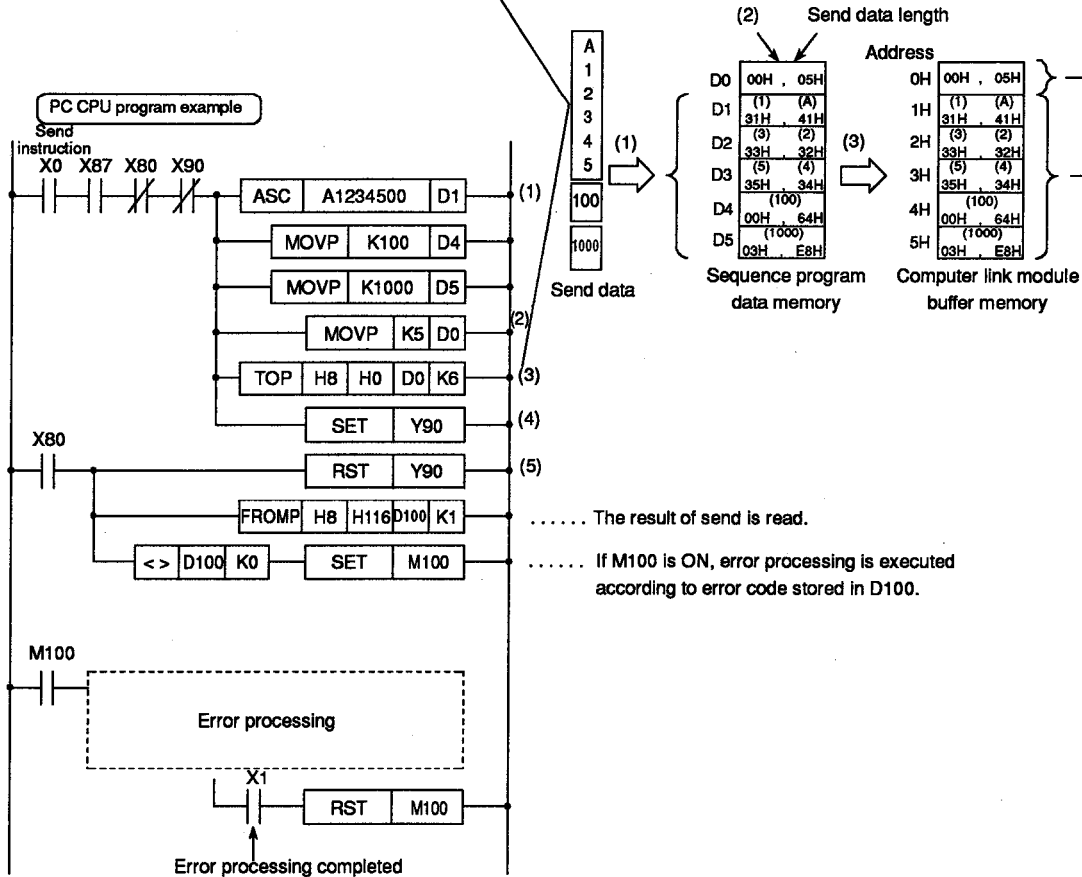 PC CPU program example
Send
instruction
X0 X87 X80 X90
ASC A1234500 D1 (1)
MOVP K100 D4
MOVP K1000 D5
MOVP K5 D0 (2)
TOP H8 H0 D0 K6 (3)
SET Y90 (4)
X80
RST Y90 (5)
FROMP H8 H116 D100 K1 ...... The result of send is read.
<> D100 K0 SET M100 ...... If M100 is ON, error processing is executed
according to error code stored in D100.
M100
Error processing
X1
RST M100
Error processing completed
A
1
2
3
4
5
100
1000
Send data
(1)
(2) Send data length
D0 00H , 05H
D1 (1) (A)
31H , 41H
D2 (3) (2)
33H , 32H
D3 (5) (4)
35H , 34H
D4 (100)
00H , 64H
D5 (1000)
03H , E8H
Sequence program
data memory
(3)
Address
0H 00H , 05H
1H (1) (A)
31H , 41H
2H (3) (2)
33H , 32H
3H (5) (4)
35H , 34H
4H (100)
00H , 64H
5H (1000)
03H , E8H
Computer link module
buffer memory